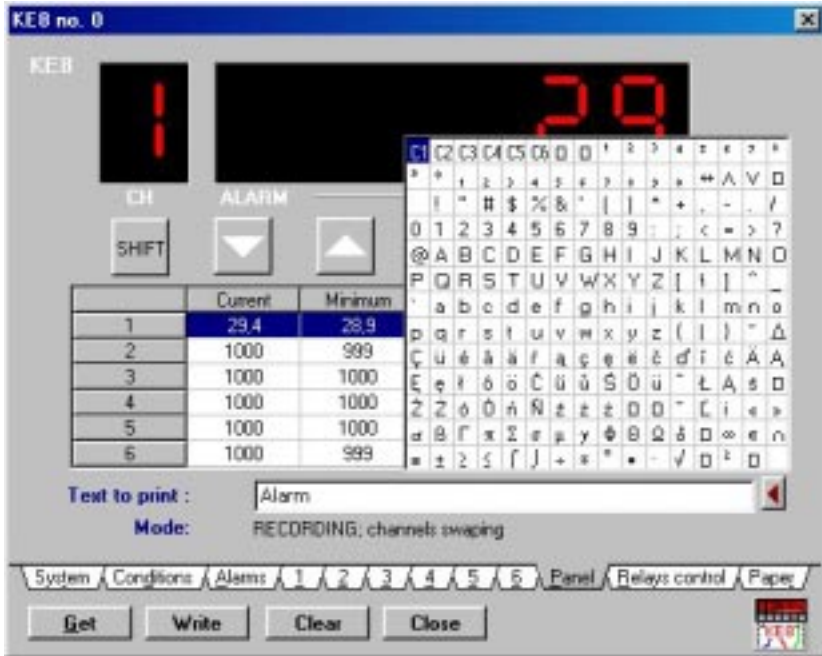 KE8 no. 0
KE8
1
29
CH ALARM
SHIFT
Current Minimum
1 29,4 28,9
2 1000 999
3 1000 1000
4 1000 1000
5 1000 1000
6 1000 999
C1 C2 C3 C4 C5 C6
! " # $ % & ' ( ) * + , - . /
0 1 2 3 4 5 6 7 8 9 : ; < = > ?
@ A B C D E F G H I J K L M N O
P Q R S T U V W X Y Z [ \ ] ^ _
` a b c d e f g h i j k l m n o
p q r s t u v w x y z { | } ~ Δ
Text to print :
Alarm
Mode:
RECORDING; channels swaping
System Conditions Alarms 1 2 3 4 5 6 Panel Relays control Paper
Get Write Clear Close
KE8